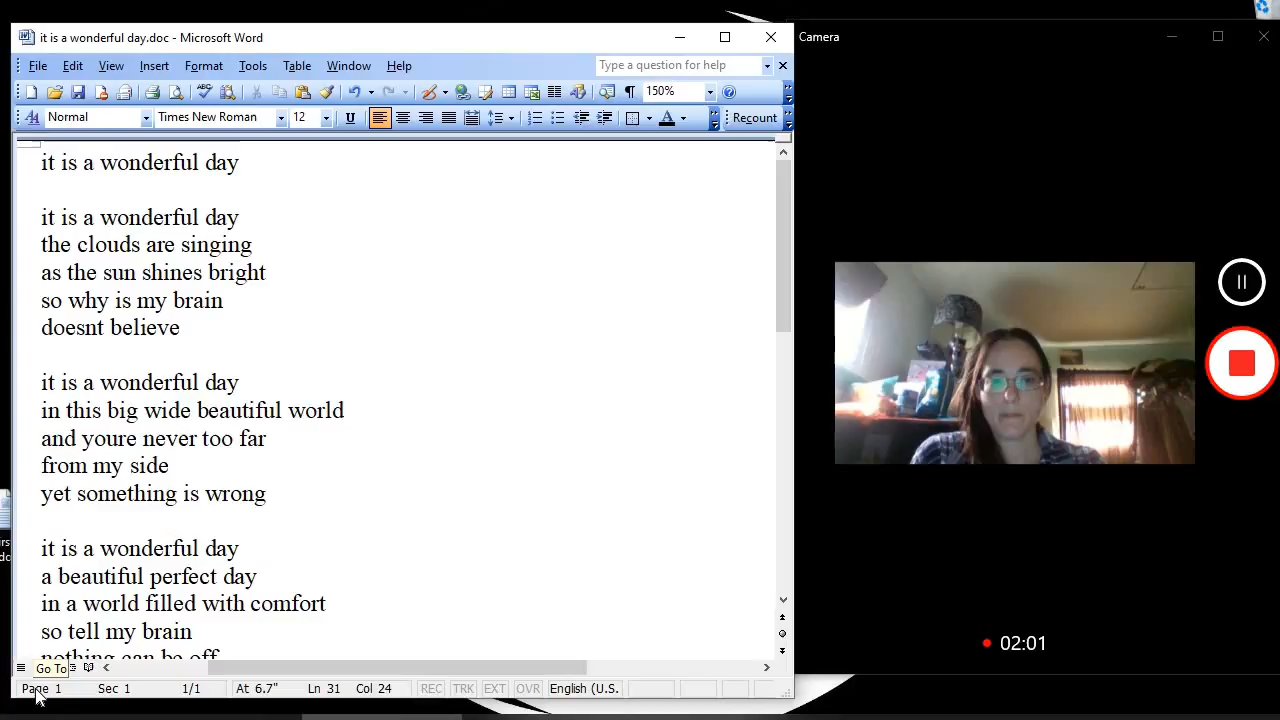 it is a wonderful day.doc - Microsoft Word
Camera
File Edit View Insert Format Tools Table Window Help
Type a question for help
150%
Normal
Times New Roman
12
Recount
it is a wonderful day
it is a wonderful day
the clouds are singing
as the sun shines bright
so why is my brain
doesnt believe
it is a wonderful day
in this big wide beautiful world
and youre never too far
from my side
yet something is wrong
it is a wonderful day
a beautiful perfect day
in a world filled with comfort
so tell my brain
nothing can be off
Go To
Page 1 Sec 1 1/1 At 6.7" Ln 31 Col 24 REC TRK EXT OVR English (U.S.
02:01